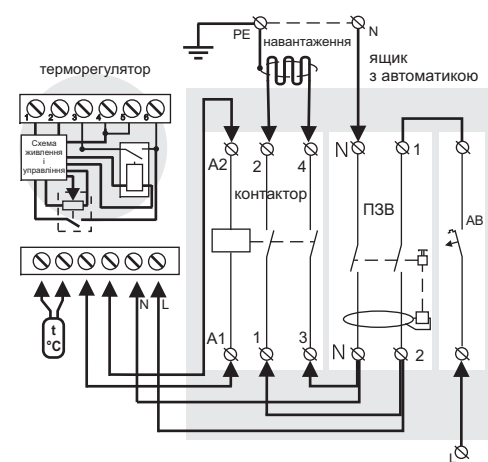 PE
N
навантаження
ящик
з автоматикою
терморегулятор
1 2 3 4 5 6
Схема
живлення
і
управління
A2
2
4
N
1
контактор
ПЗВ
АВ
N
L
t
°C
A1
1
3
N
2
L